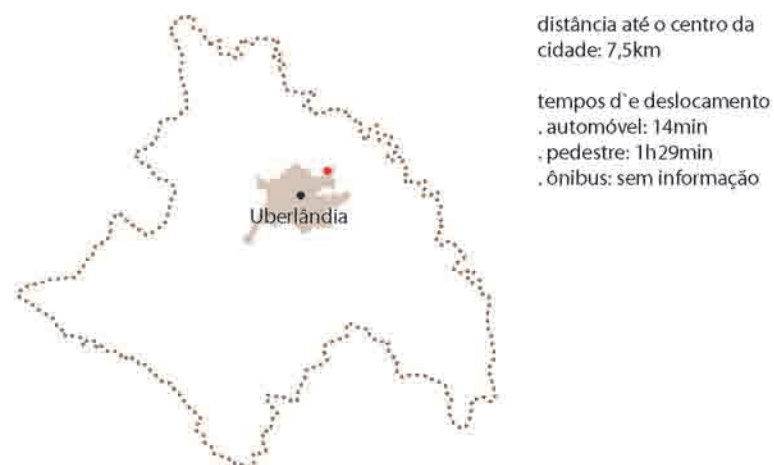 distância até o centro da
cidade: 7,5km
tempos d`e deslocamento
. automóvel: 14min
. pedestre: 1h29min
. ônibus: sem informação
Uberlândia